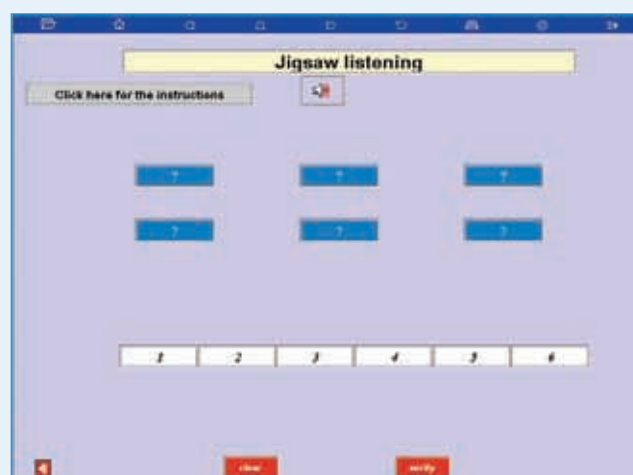 Jigsaw listening
Click here for the instructions
? ? ?
? ? ?
1 2 3 4 5 6
clear verify